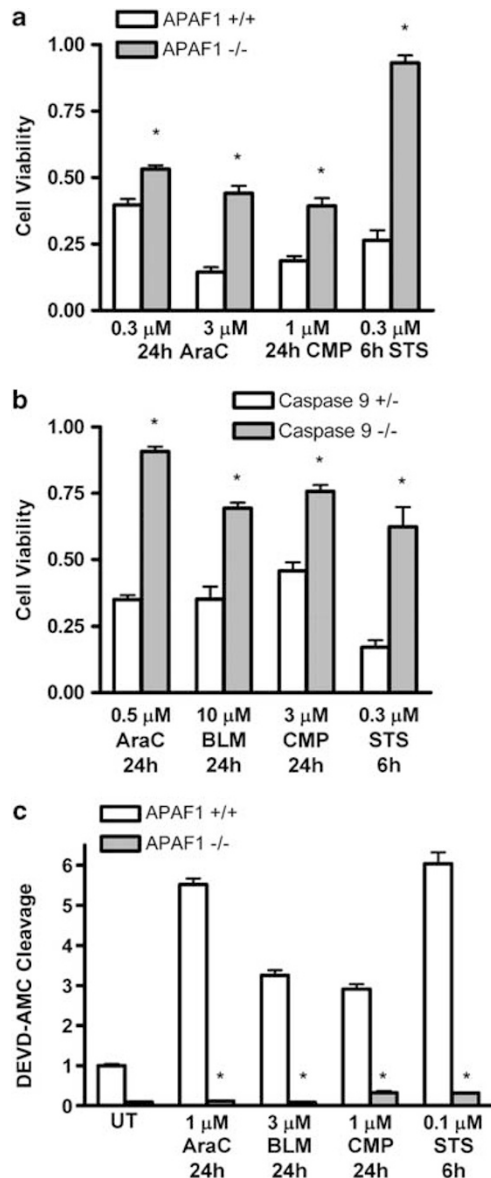 a
APAF1 +/+
APAF1 -/-
1.00
*
*
*
*
0.75
0.50
0.25
0.00
Cell Viability
0.3 µM 3 µM 1 µM 0.3 µM
24h AraC 24h CMP 6h STS
b
Caspase 9 +/-
Caspase 9 -/-
1.00
*
*
*
*
0.75
0.50
0.25
0.00
Cell Viability
0.5 µM 10 µM 3 µM 0.3 µM
AraC BLM CMP STS
24h 24h 24h 6h
c
APAF1 +/+
APAF1 -/-
6
5
4
3
2
1
0
DEVD-AMC Cleavage
* * * *
UT 1 µM 3 µM 1 µM 0.1 µM
AraC BLM CMP STS
24h 24h 24h 6h